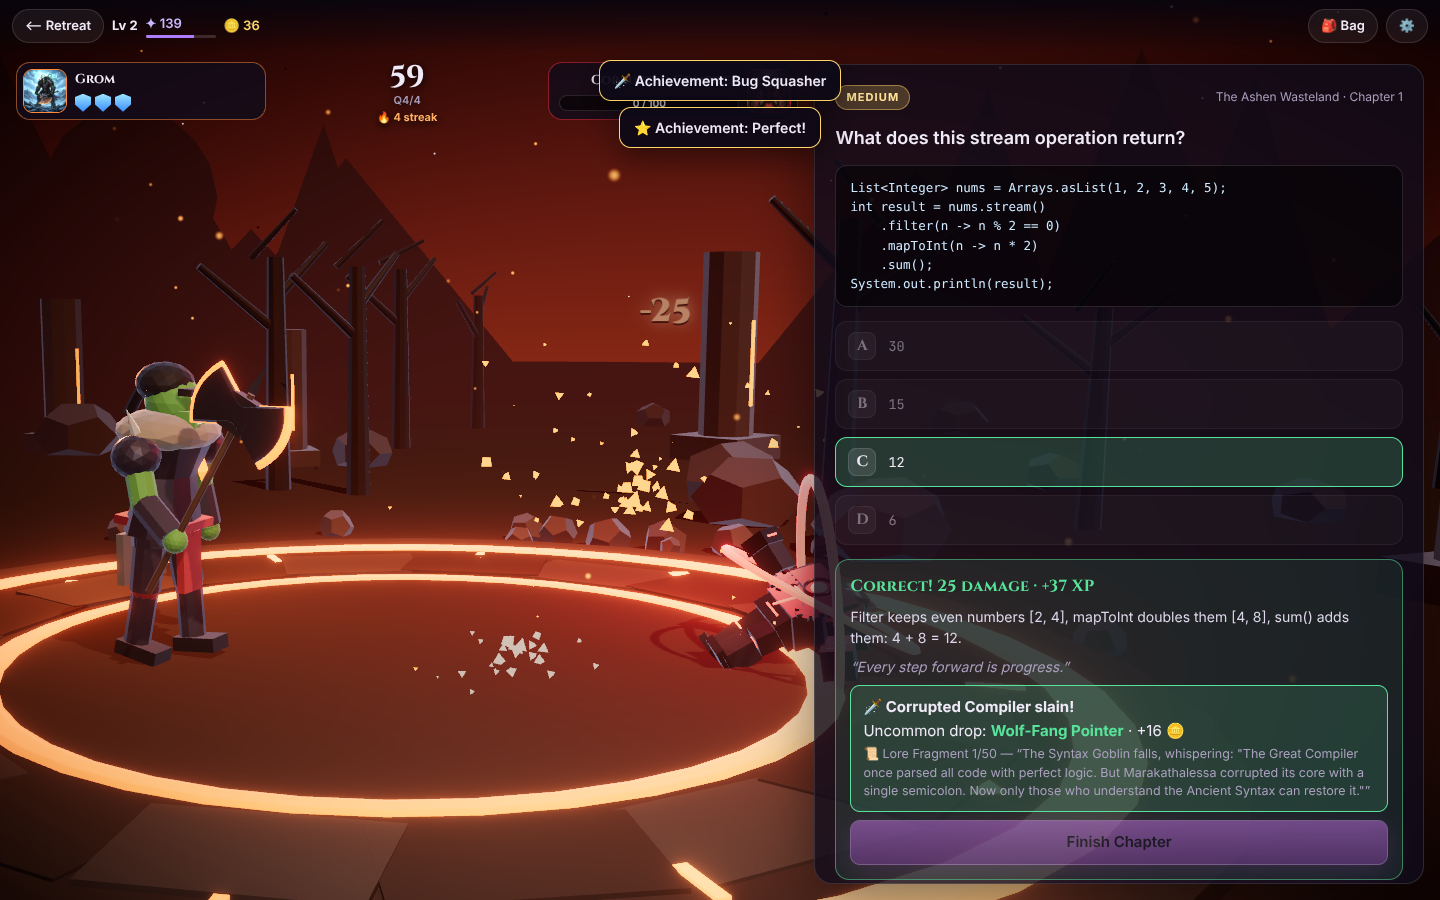 ← Retreat
Lv 2
139
36
Bag
Grom
59
Q4/4
4 streak
0 / 100
Achievement: Bug Squasher
Achievement: Perfect!
MEDIUM
The Ashen Wasteland · Chapter 1
What does this stream operation return?
List<Integer> nums = Arrays.asList(1, 2, 3, 4, 5);
int result = nums.stream()
    .filter(n -> n % 2 == 0)
    .mapToInt(n -> n * 2)
    .sum();
System.out.println(result);
A 30
B 15
C 12
D 6
-25
Correct! 25 damage · +37 XP
Filter keeps even numbers [2, 4], mapToInt doubles them [4, 8], sum() adds
them: 4 + 8 = 12.
“Every step forward is progress.”
Corrupted Compiler slain!
Uncommon drop: Wolf-Fang Pointer · +16
Lore Fragment 1/50 — “The Syntax Goblin falls, whispering: "The Great Compiler
once parsed all code with perfect logic. But Marakathalessa corrupted its core with a
single semicolon. Now only those who understand the Ancient Syntax can restore it."”
Finish Chapter